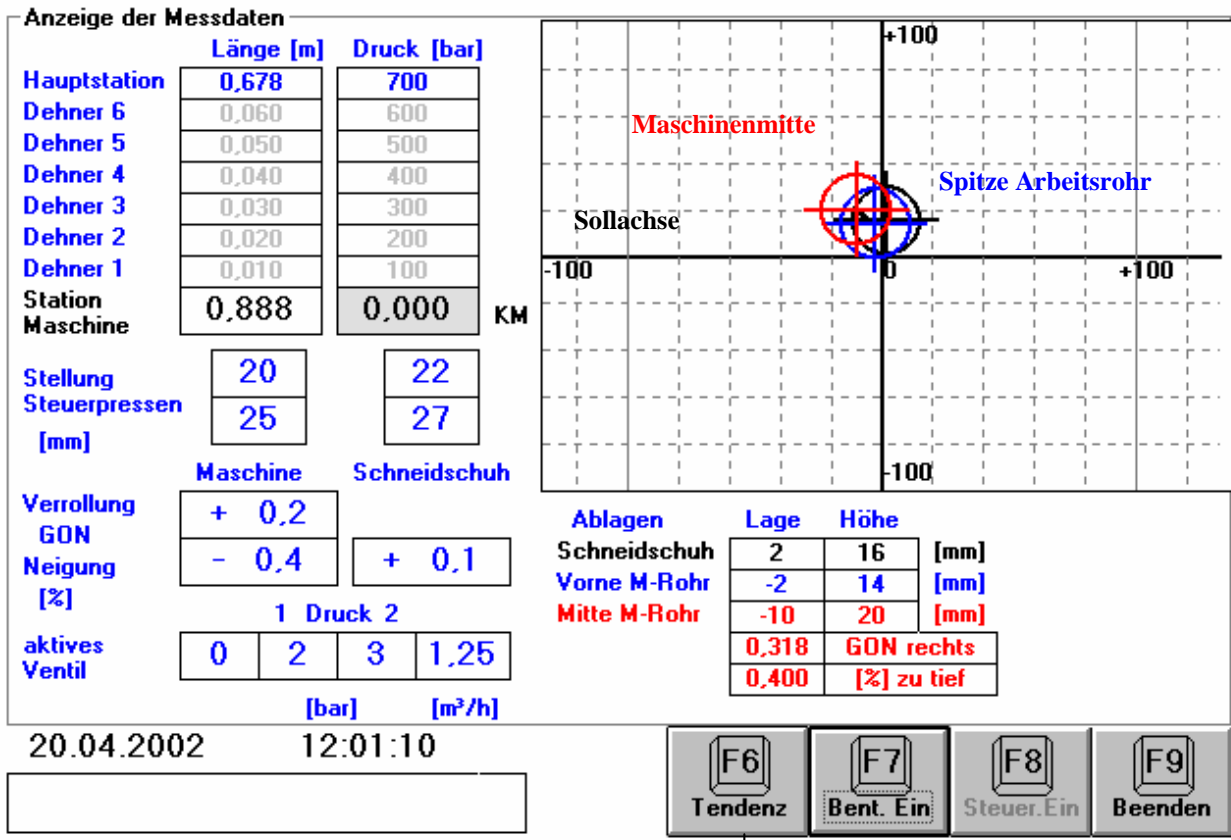 Anzeige der Messdaten
Länge [m] Druck [bar]
Hauptstation 0,678 700
Dehner 6 0,060 600
Dehner 5 0,050 500
Dehner 4 0,040 400
Dehner 3 0,030 300
Dehner 2 0,020 200
Dehner 1 0,010 100
Station
Maschine 0,888 0,000 KM
Stellung
Steuerpressen
[mm]
20 22
25 27
Maschine Schneidschuh
Verrollung
GON
+ 0,2
Neigung
[%]
- 0,4 + 0,1
1 Druck 2
aktives
Ventil
0 2 3 1,25
[bar] [m³/h]
+100
Maschinenmitte
Spitze Arbeitsrohr
Sollachse
-100 0 +100
-100
Ablagen Lage Höhe
Schneidschuh 2 16 [mm]
Vorne M-Rohr -2 14 [mm]
Mitte M-Rohr -10 20 [mm]
0,318 GON rechts
0,400 [%] zu tief
20.04.2002 12:01:10
F6 F7 F8 F9
Tendenz Bent. Ein Steuer.Ein Beenden